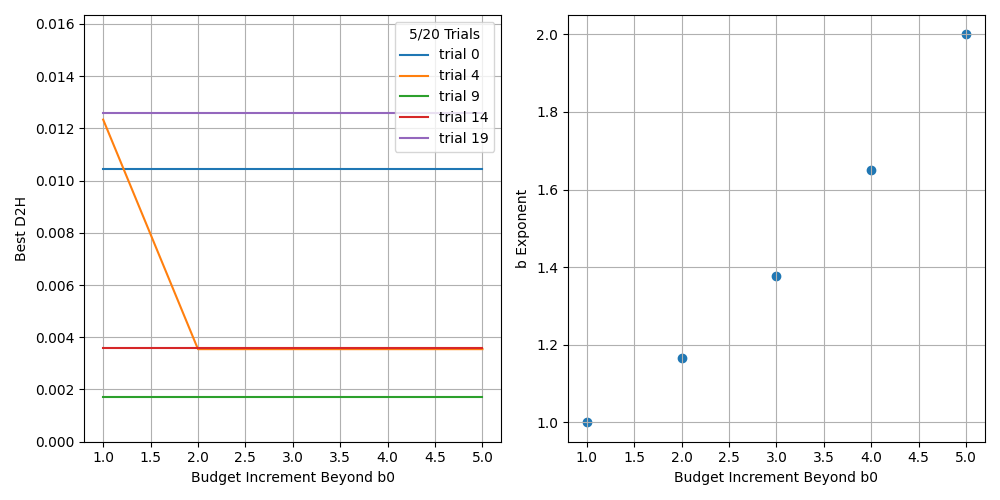 0.016
0.014
0.012
0.010
0.008
0.006
0.004
0.002
0.000
Best D2H
1.0 1.5 2.0 2.5 3.0 3.5 4.0 4.5 5.0
Budget Increment Beyond b0
5/20 Trials
trial 0
trial 4
trial 9
trial 14
trial 19
2.0
1.8
1.6
1.4
1.2
1.0
b Exponent
1.0 1.5 2.0 2.5 3.0 3.5 4.0 4.5 5.0
Budget Increment Beyond b0